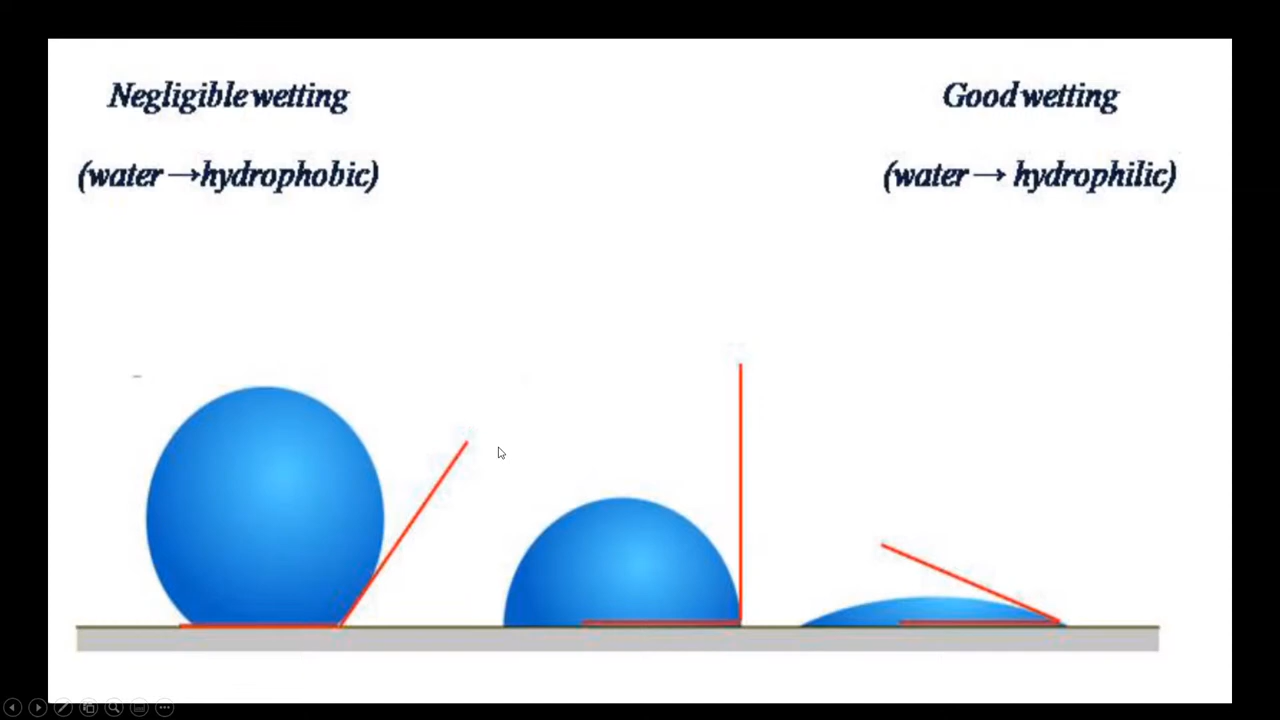 Negligible wetting
(water → hydrophobic)
Good wetting
(water → hydrophilic)